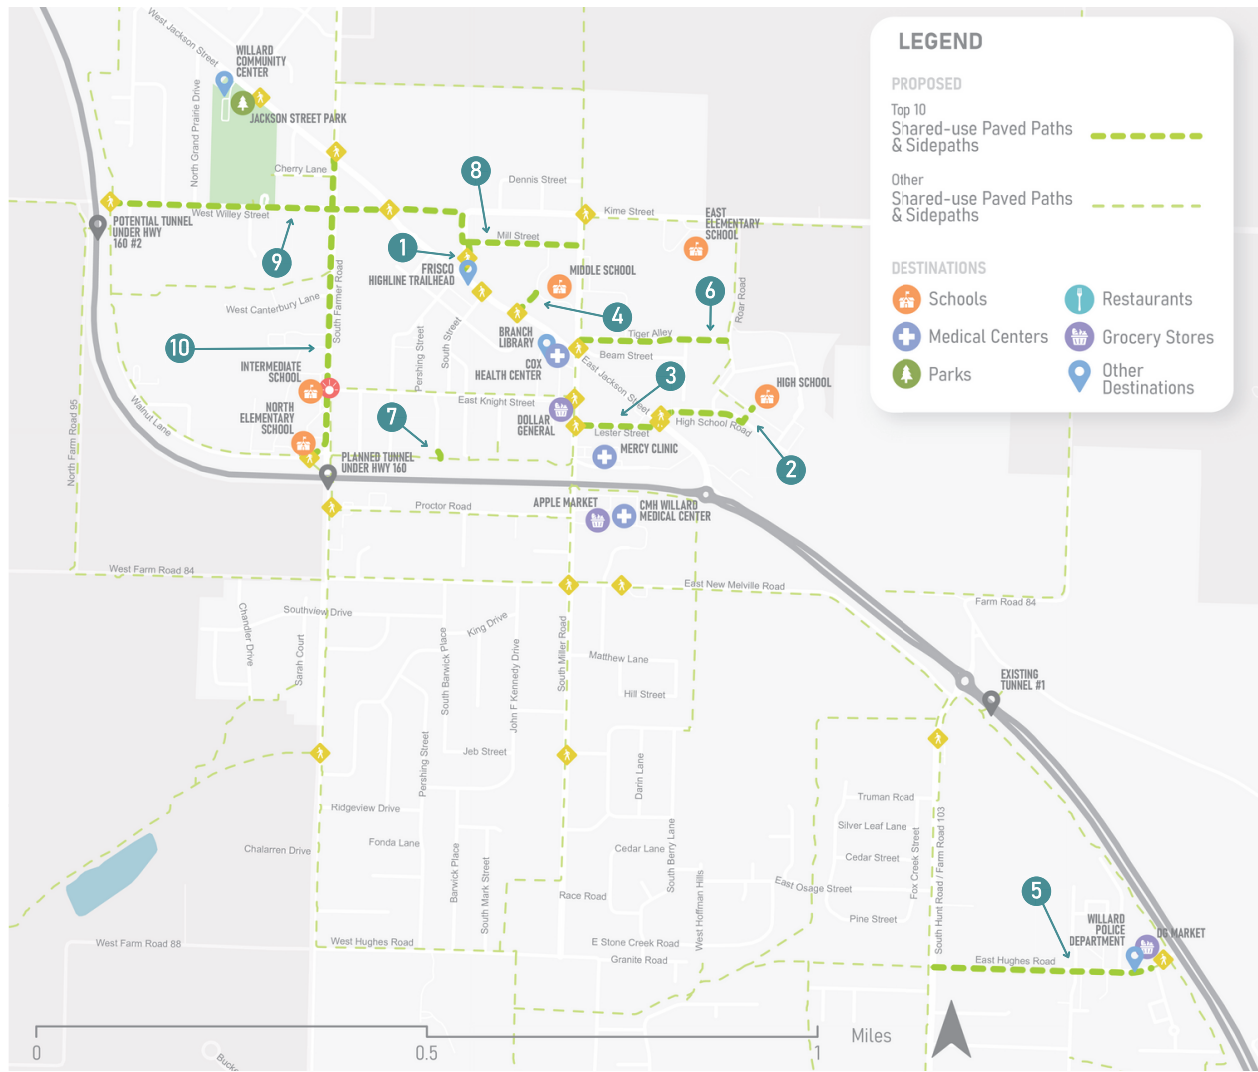 LEGEND
PROPOSED
Top 10
Shared-use Paved Paths
& Sidepaths
Other
Shared-use Paved Paths
& Sidepaths
DESTINATIONS
Schools
Restaurants
Medical Centers
Grocery Stores
Parks
Other
Destinations
West Jackson Street
WILLARD
COMMUNITY
CENTER
JACKSON STREET PARK
North Grand Prairie Drive
Cherry Lane
West Willey Street
POTENTIAL TUNNEL
UNDER HWY
160 #2
9
8
Dennis Street
Kime Street
Mill Street
1
FRISCO
HIGHLINE TRAILHEAD
EAST
ELEMENTARY
SCHOOL
MIDDLE SCHOOL
6
4
Roar Road
West Canterbury Lane
South Farmer Road
10
Pershing Street
South Street
BRANCH
LIBRARY
COX
HEALTH CENTER
Tiger Alley
Beam Street
East Jackson Street
3
HIGH SCHOOL
INTERMEDIATE
SCHOOL
NORTH
ELEMENTARY
SCHOOL
East Knight Street
7
DOLLAR
GENERAL
Lester Street
High School Road
2
MERCY CLINIC
Walnut Lane
North Farm Road 95
PLANNED TUNNEL
UNDER HWY 160
Proctor Road
APPLE MARKET
CMH WILLARD
MEDICAL CENTER
West Farm Road 84
East New Melville Road
Farm Road 84
Chandler Drive
Southview Drive
Sarah Court
King Drive
South Barwick Place
John F Kennedy Drive
South Miller Road
Matthew Lane
Hill Street
EXISTING
TUNNEL #1
Jeb Street
Pershing Street
Darin Lane
Ridgeview Drive
Truman Road
Silver Leaf Lane
Chalarren Drive
Fonda Lane
Barwick Place
South Mark Street
Cedar Lane
South Berry Lane
Cedar Street
Fox Creek Street
South Hunt Road / Farm Road 103
West Hoffman Hills
East Osage Street
Race Road
Pine Street
5
WILLARD
POLICE
DEPARTMENT
DG MARKET
West Farm Road 88
West Hughes Road
E Stone Creek Road
Granite Road
East Hughes Road
0
0.5
1
Miles
Bucke